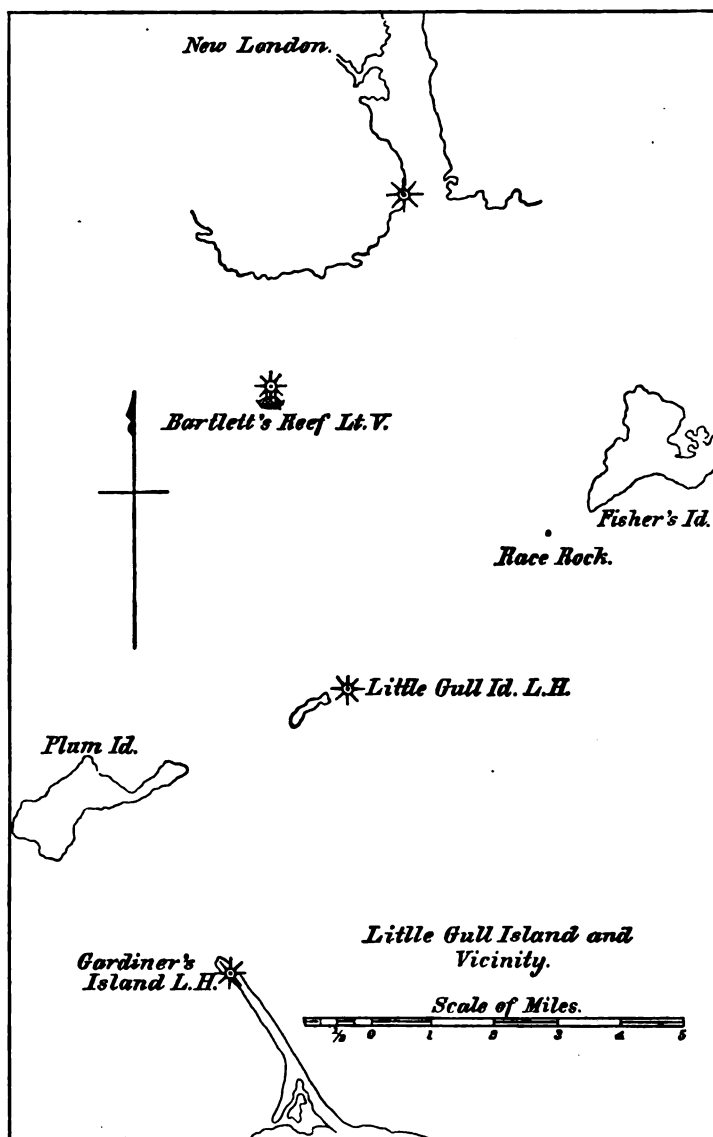 New London.
Bartlett's Reef Lt. V.
Fisher's Id.
Race Rock.
Little Gull Id. L.H.
Plum Id.
Gardiner's
Island L.H.
Little Gull Island and
Vicinity.
Scale of Miles.
½ 0 1 2 3 4 5